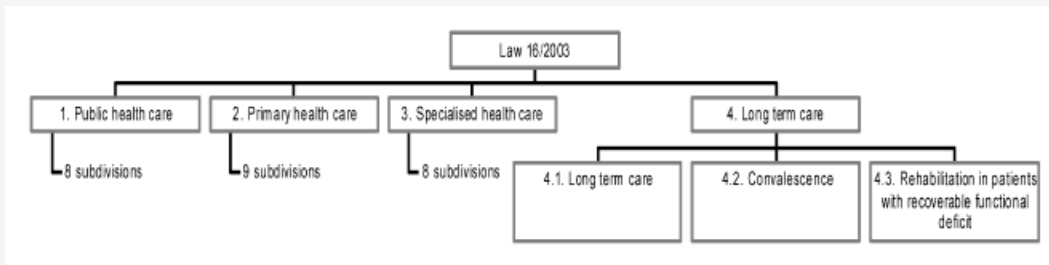 Law 16/2003
1. Public health care
2. Primary health care
3. Specialised health care
4. Long term care
8 subdivisions
9 subdivisions
8 subdivisions
4.1. Long term care
4.2. Convalescence
4.3. Rehabilitation in patients
with recoverable functional
deficit